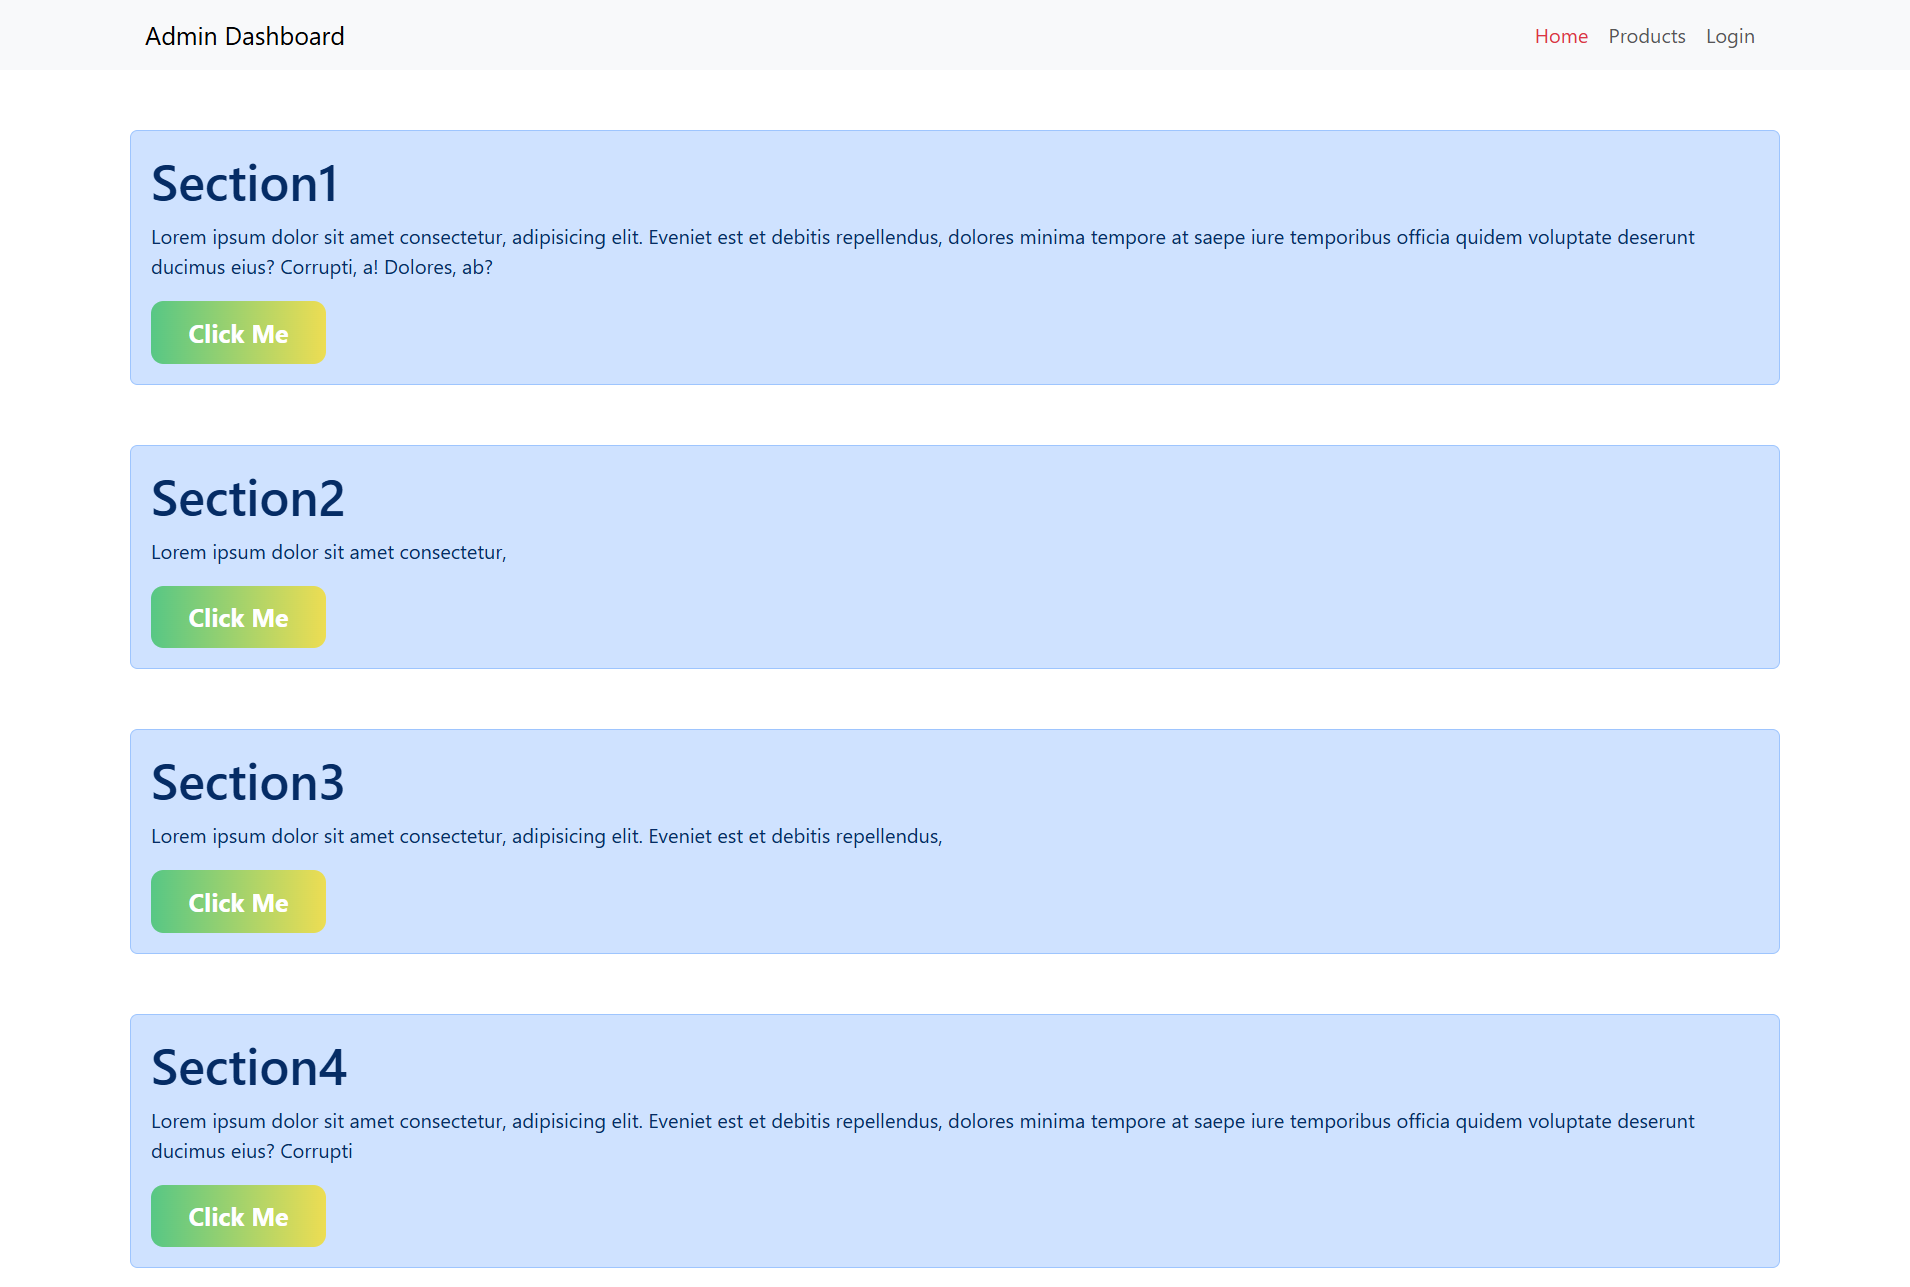 Admin Dashboard Home Products Login
Section1
Lorem ipsum dolor sit amet consectetur, adipisicing elit. Eveniet est et debitis repellendus, dolores minima tempore at saepe iure temporibus officia quidem voluptate deserunt
ducimus eius? Corrupti, a! Dolores, ab?
Click Me
Section2
Lorem ipsum dolor sit amet consectetur,
Click Me
Section3
Lorem ipsum dolor sit amet consectetur, adipisicing elit. Eveniet est et debitis repellendus,
Click Me
Section4
Lorem ipsum dolor sit amet consectetur, adipisicing elit. Eveniet est et debitis repellendus, dolores minima tempore at saepe iure temporibus officia quidem voluptate deserunt
ducimus eius? Corrupti
Click Me